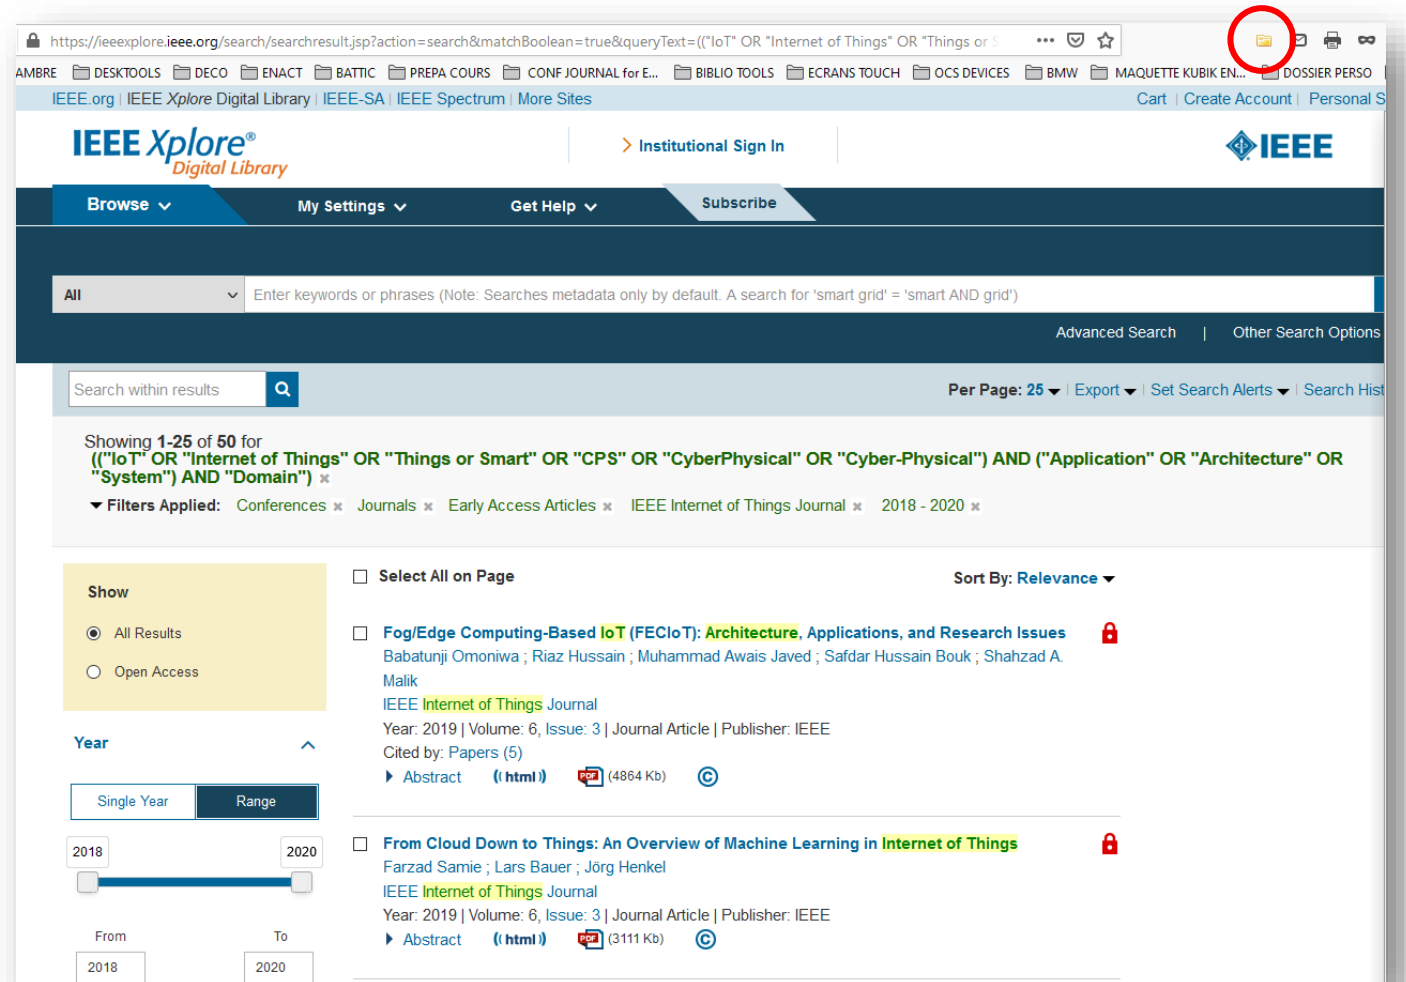 https://ieeexplore.ieee.org/search/searchresult.jsp?action=search&matchBoolean=true&queryText=(("IoT" OR "Internet of Things" OR "Things or S
AMBRE DESKTOOLS DECO ENACT BATTIC PREPA COURS CONF JOURNAL for E... BIBLIO TOOLS ECRANS TOUCH OCS DEVICES BMW MAQUETTE KUBIK EN... DOSSIER PERSO
IEEE.org | IEEE Xplore Digital Library | IEEE-SA | IEEE Spectrum | More Sites Cart | Create Account | Personal S
IEEE Xplore®
Digital Library
Institutional Sign In
IEEE
Browse My Settings Get Help Subscribe
All Enter keywords or phrases (Note: Searches metadata only by default. A search for 'smart grid' = 'smart AND grid')
Advanced Search | Other Search Options
Search within results Per Page: 25 | Export | Set Search Alerts | Search Hist
Showing 1-25 of 50 for
(("IoT" OR "Internet of Things" OR "Things or Smart" OR "CPS" OR "CyberPhysical" OR "Cyber-Physical") AND ("Application" OR "Architecture" OR
"System") AND "Domain")
Filters Applied: Conferences Journals Early Access Articles IEEE Internet of Things Journal 2018 - 2020
Show
All Results
Open Access
Year
Single Year Range
2018 2020
From To
2018 2020
Select All on Page Sort By: Relevance
Fog/Edge Computing-Based IoT (FECIoT): Architecture, Applications, and Research Issues
Babatunji Omoniwa ; Riaz Hussain ; Muhammad Awais Javed ; Safdar Hussain Bouk ; Shahzad A.
Malik
IEEE Internet of Things Journal
Year: 2019 | Volume: 6, Issue: 3 | Journal Article | Publisher: IEEE
Cited by: Papers (5)
Abstract ((html)) PDF (4864 Kb) ©
From Cloud Down to Things: An Overview of Machine Learning in Internet of Things
Farzad Samie ; Lars Bauer ; Jörg Henkel
IEEE Internet of Things Journal
Year: 2019 | Volume: 6, Issue: 3 | Journal Article | Publisher: IEEE
Abstract ((html)) PDF (3111 Kb) ©